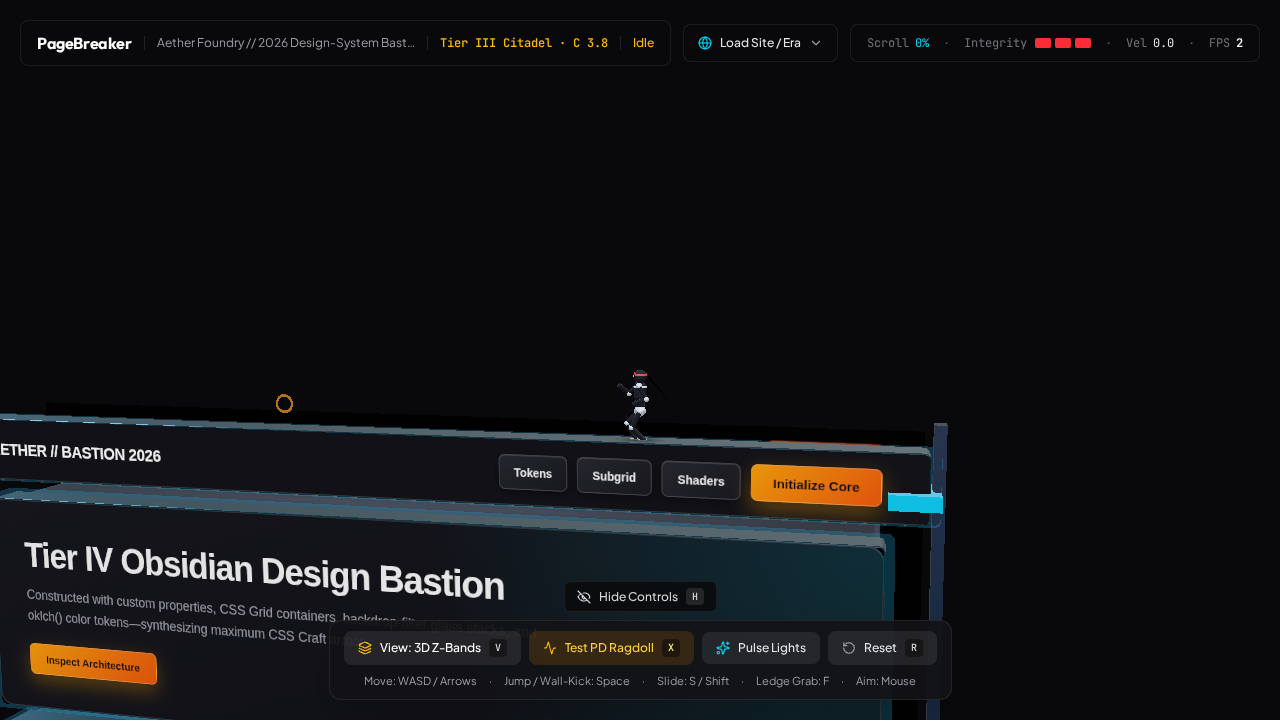 PageBreaker
Aether Foundry // 2026 Design-System Bast...
Tier III Citadel · C 3.8
Idle
Load Site / Era
Scroll 0% · Integrity · Vel 0.0 · FPS 2
ETHER // BASTION 2026
Tokens
Subgrid
Shaders
Initialize Core
Tier IV Obsidian Design Bastion
Constructed with custom properties, CSS Grid containers, backdrop-filter glass stacks, and
oklch() color tokens—synthesizing maximum CSS Craft
Inspect Architecture
Hide Controls H
View: 3D Z-Bands V
Test PD Ragdoll X
Pulse Lights
Reset R
Move: WASD / Arrows · Jump / Wall-Kick: Space · Slide: S / Shift · Ledge Grab: F · Aim: Mouse